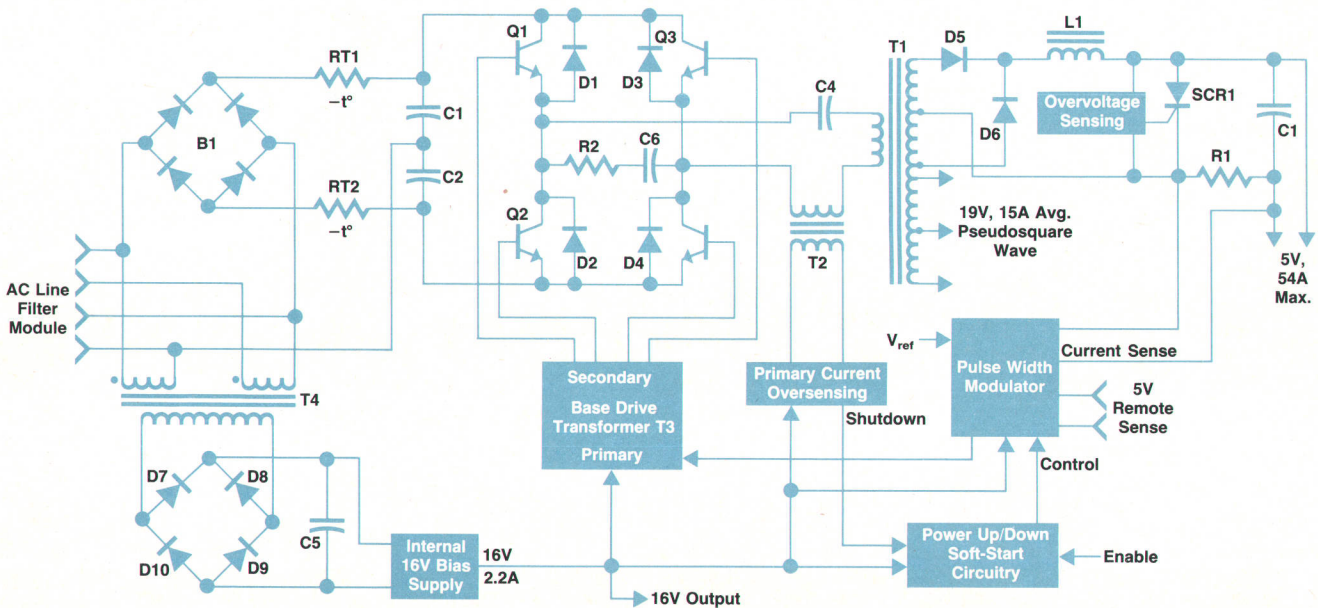 Q1
Q3
T1
D5
L1
RT1
–t°
D1
D3
C4
Overvoltage
Sensing
SCR1
C1
B1
C1
D6
R2
C6
R1
RT2
–t°
C2
Q2
D2
D4
T2
19V, 15A Avg.
Pseudosquare
Wave
5V,
54A
Max.
AC Line
Filter
Module
Vref
Pulse Width
Modulator
Current Sense
5V
Remote
Sense
Secondary
Base Drive
Transformer T3
Primary
Primary Current
Oversensing
Shutdown
Control
T4
D7
D8
D10
D9
C5
Internal
16V Bias
Supply
16V
2.2A
16V Output
Power Up/Down
Soft-Start
Circuitry
Enable